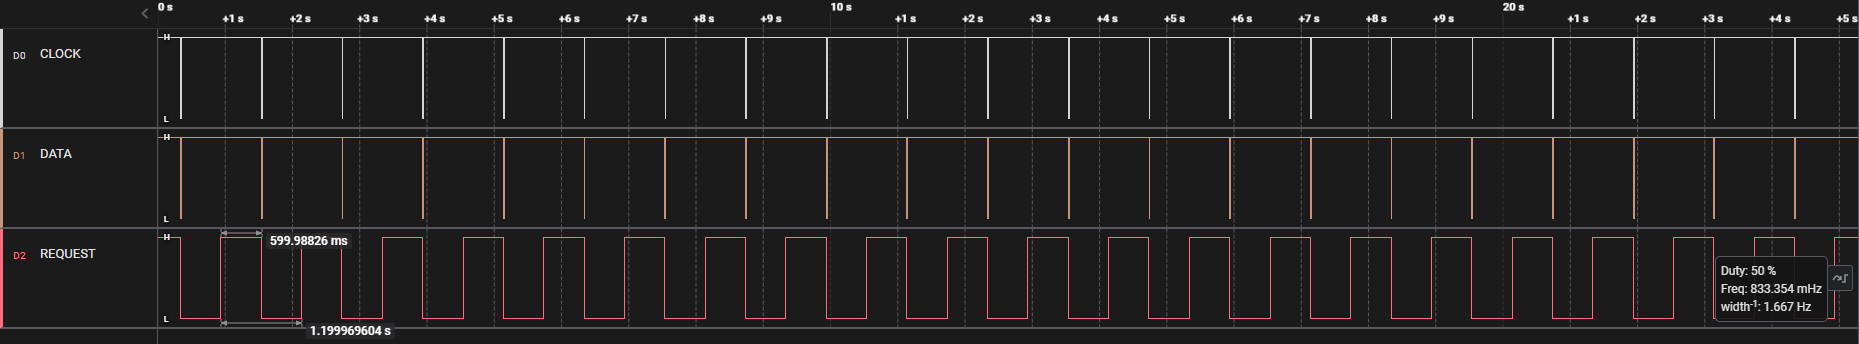 0 s 10 s 20 s
+1 s +2 s +3 s +4 s +5 s +6 s +7 s +8 s +9 s +1 s +2 s +3 s +4 s +5 s +6 s +7 s +8 s +9 s +1 s +2 s +3 s +4 s +5 s
H
D0 CLOCK
L
H
D1 DATA
L
H
599.98826 ms
D2 REQUEST
Duty: 50 %
Freq: 833.354 mHz
width-1: 1.667 Hz
L
1.199969604 s